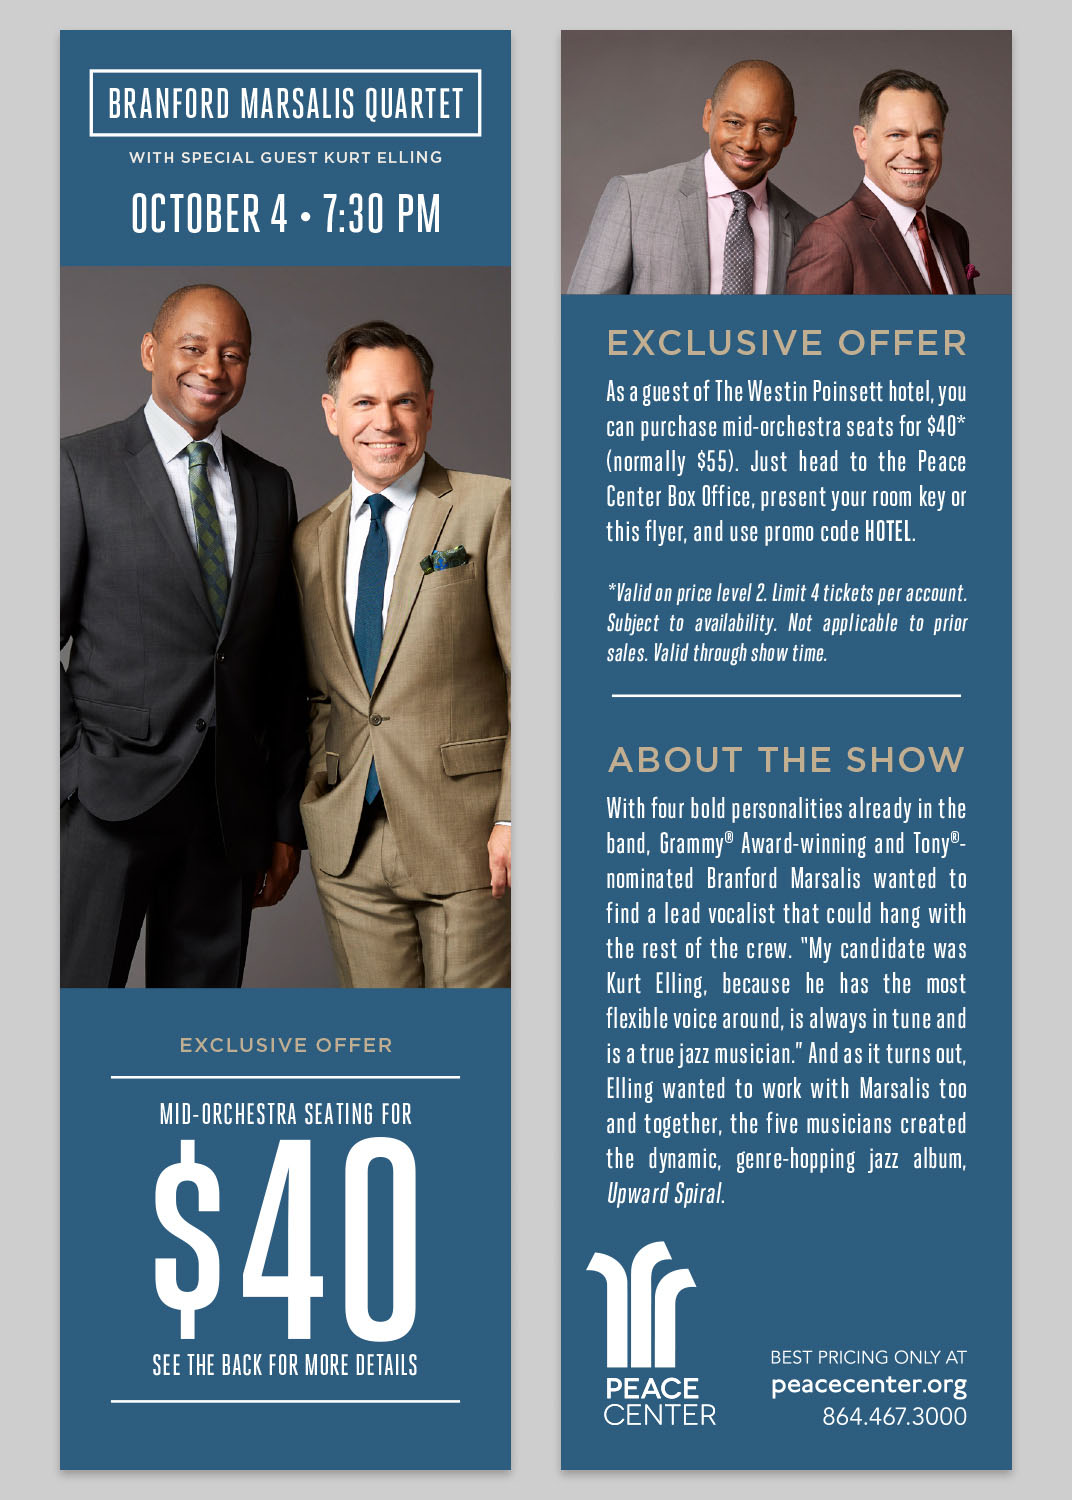 BRANFORD MARSALIS QUARTET
WITH SPECIAL GUEST KURT ELLING
OCTOBER 4 • 7:30 PM
EXCLUSIVE OFFER
MID-ORCHESTRA SEATING FOR
$40
SEE THE BACK FOR MORE DETAILS
EXCLUSIVE OFFER
As a guest of The Westin Poinsett hotel, you
can purchase mid-orchestra seats for $40*
(normally $55). Just head to the Peace
Center Box Office, present your room key or
this flyer, and use promo code HOTEL.
*Valid on price level 2. Limit 4 tickets per account.
Subject to availability. Not applicable to prior
sales. Valid through show time.
ABOUT THE SHOW
With four bold personalities already in the
band, Grammy® Award-winning and Tony®-
nominated Branford Marsalis wanted to
find a lead vocalist that could hang with
the rest of the crew. "My candidate was
Kurt Elling, because he has the most
flexible voice around, is always in tune and
is a true jazz musician." And as it turns out,
Elling wanted to work with Marsalis too
and together, the five musicians created
the dynamic, genre-hopping jazz album,
Upward Spiral.
PEACE
CENTER
BEST PRICING ONLY AT
peacecenter.org
864.467.3000